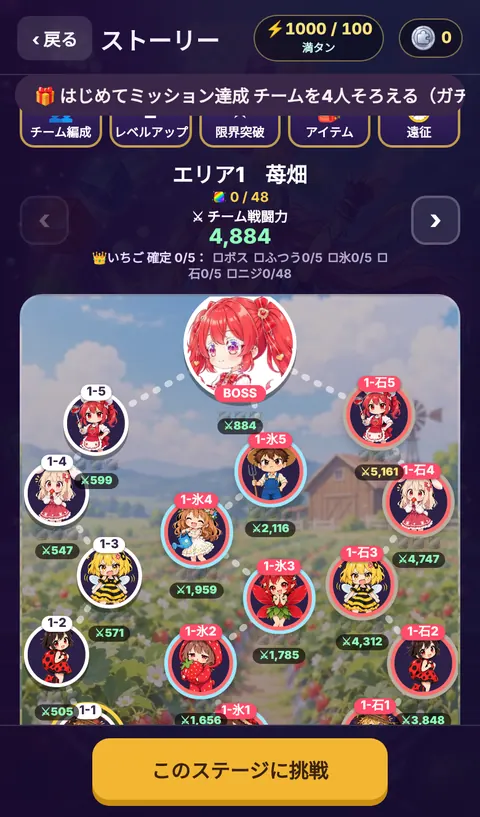 ‹ 戻る ストーリー ⚡1000 / 100 満タン 0
🎁 はじめてミッション達成 チームを4人そろえる（ガチ
チーム編成 レベルアップ 限界突破 アイテム 遠征
エリア1 苺畑
0 / 48
⚔ チーム戦闘力
4,884
‹ ›
👑いちご 確定 0/5： □ボス □ふつう0/5 □氷0/5 □
石0/5 □ニジ0/48
BOSS
⚔884
1-5
⚔599
1-石5
⚔5,161
1-氷5
⚔2,116
1-4
⚔547
1-石4
⚔4,747
1-氷4
⚔1,959
1-3
⚔571
1-氷3
⚔1,785
1-石3
⚔4,312
1-2
⚔505
1-氷2
⚔1,656
1-石2
⚔3,848
1-1
1-氷1
1-石1
このステージに挑戦